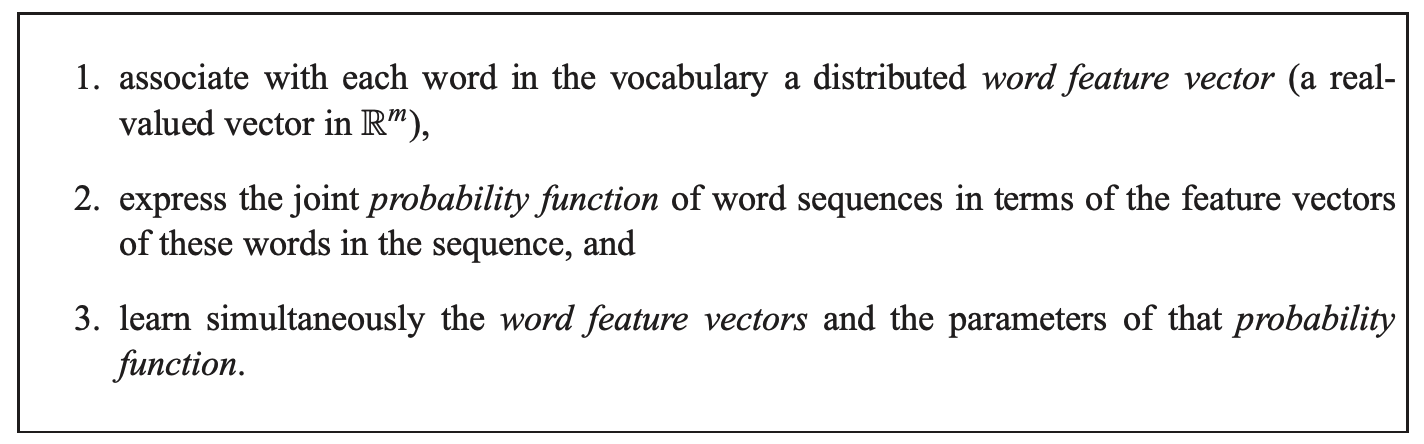 1. associate with each word in the vocabulary a distributed word feature vector (a real-
valued vector in ℝᵐ),
2. express the joint probability function of word sequences in terms of the feature vectors
of these words in the sequence, and
3. learn simultaneously the word feature vectors and the parameters of that probability
function.